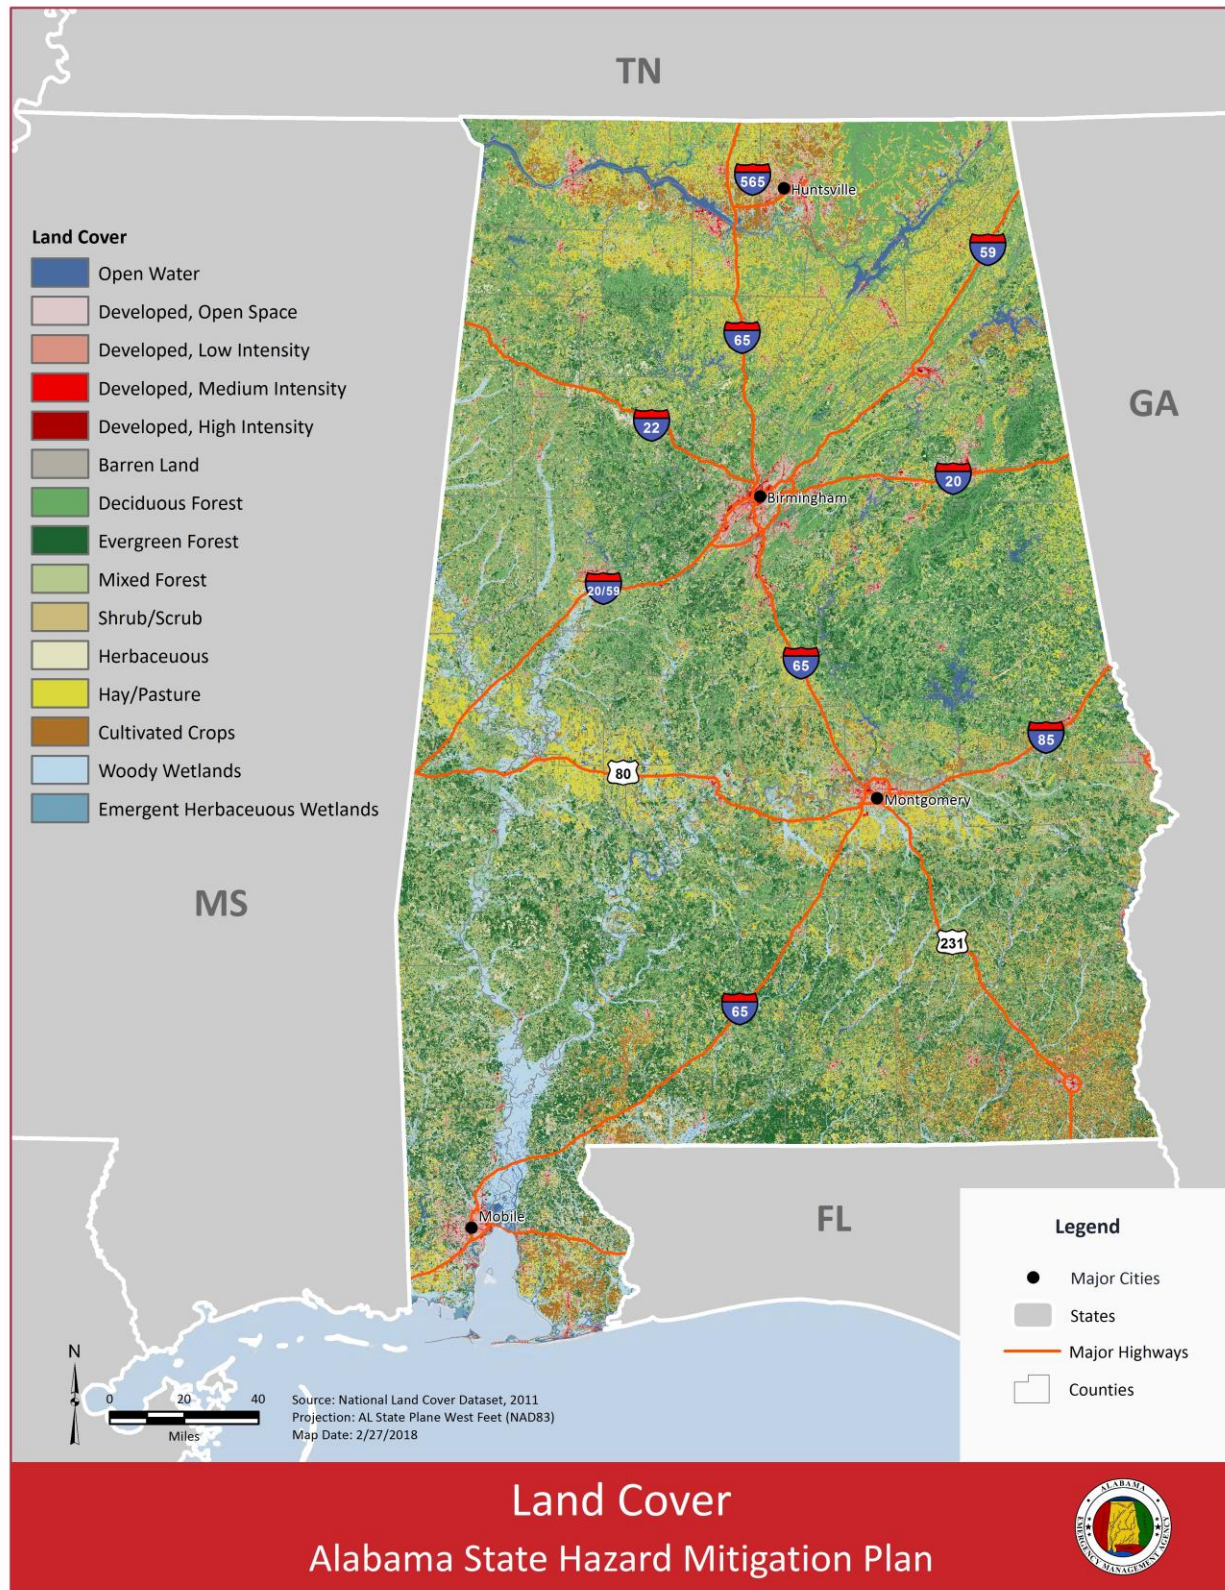 TN
565
Huntsville
Land Cover
Open Water
59
Developed, Open Space
65
Developed, Low Intensity
Developed, Medium Intensity
GA
22
Developed, High Intensity
Barren Land
20
Birmingham
Deciduous Forest
Evergreen Forest
Mixed Forest
20/59
Shrub/Scrub
Herbaceuous
65
Hay/Pasture
Cultivated Crops
85
Woody Wetlands
80
Montgomery
Emergent Herbaceuous Wetlands
MS
231
65
Mobile
FL
Legend
Major Cities
States
Major Highways
Counties
N
0 20 40
Miles
Source: National Land Cover Dataset, 2011
Projection: AL State Plane West Feet (NAD83)
Map Date: 2/27/2018
Land Cover
Alabama State Hazard Mitigation Plan
ALABAMA
EMERGENCY MANAGEMENT AGENCY